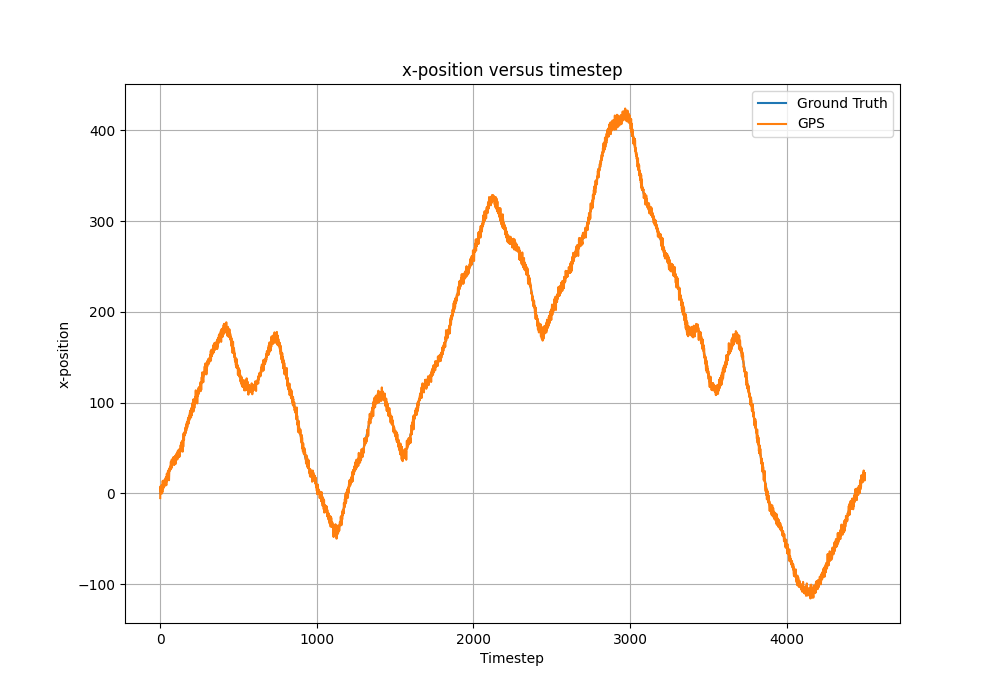 x-position versus timestep
Ground Truth
GPS
400
300
200
100
0
−100
x-position
0 1000 2000 3000 4000
Timestep